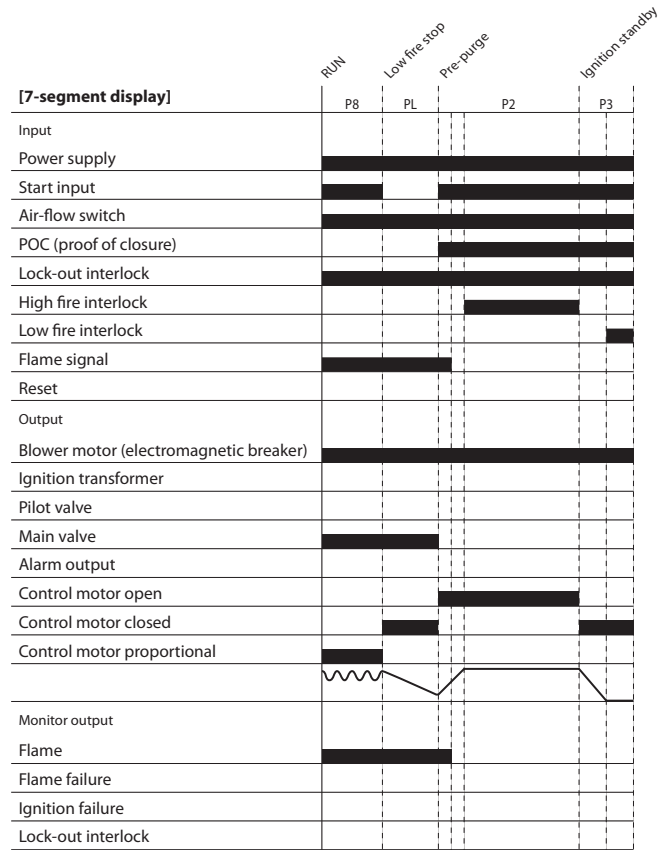 RUN
Low fire stop
Pre-purge
Ignition standby
[7-segment display]
P8 PL P2 P3
Input
Power supply
Start input
Air-flow switch
POC (proof of closure)
Lock-out interlock
High fire interlock
Low fire interlock
Flame signal
Reset
Output
Blower motor (electromagnetic breaker)
Ignition transformer
Pilot valve
Main valve
Alarm output
Control motor open
Control motor closed
Control motor proportional
Monitor output
Flame
Flame failure
Ignition failure
Lock-out interlock